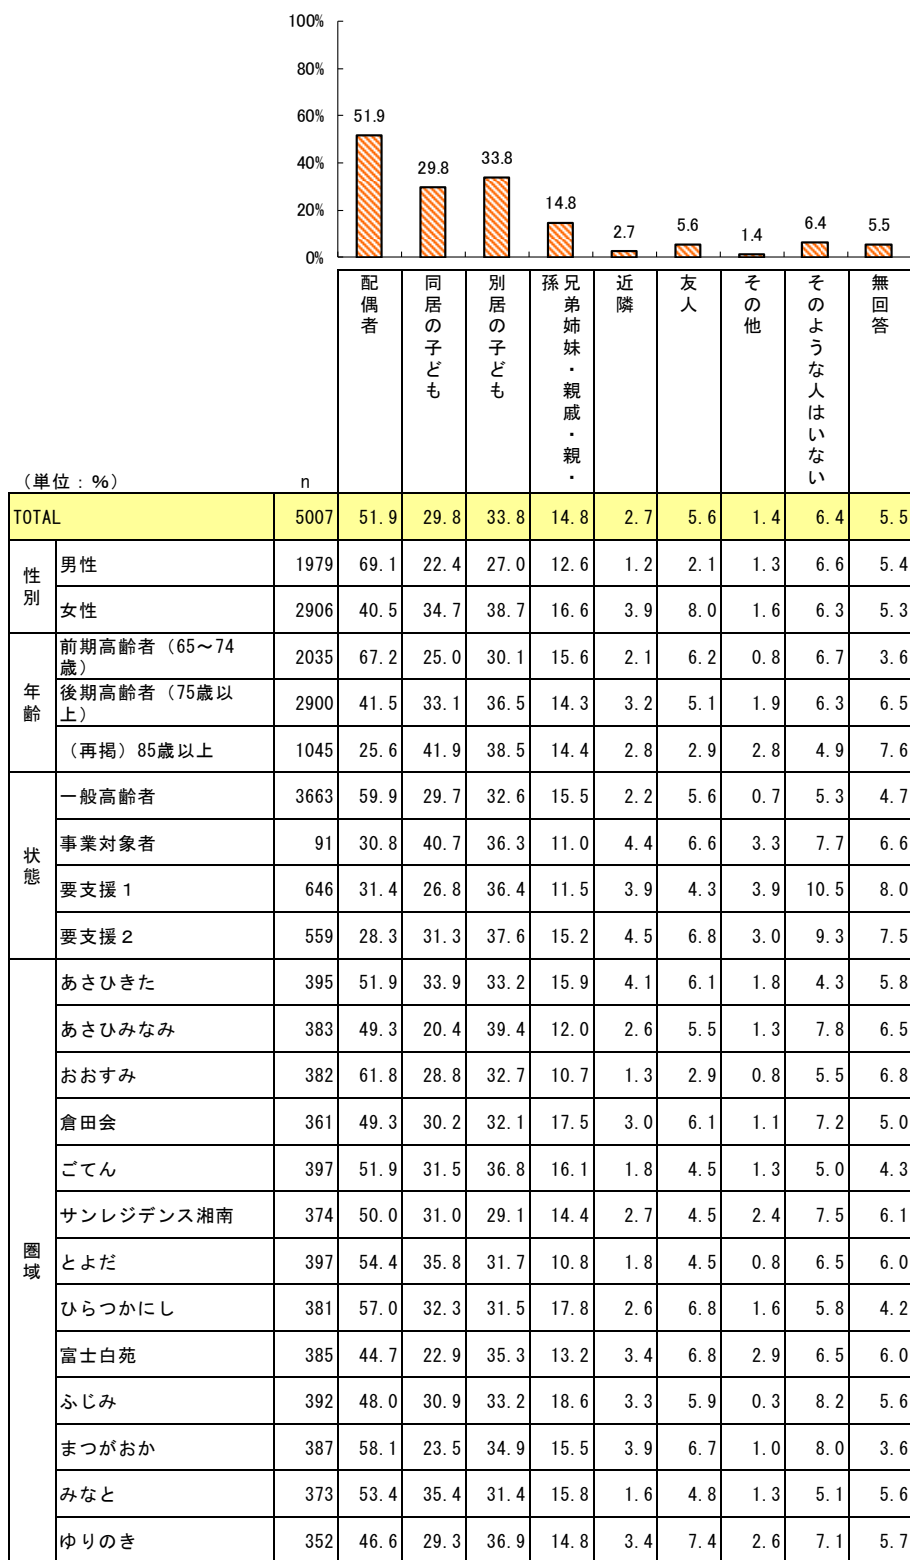 100%
80%
60%
40%
20%
0%
51.9
29.8
33.8
14.8
2.7
5.6
1.4
6.4
5.5
配偶者
同居の子ども
別居の子ども
兄弟姉妹・親戚・親・
孫
近隣
友人
その他
そのような人はいない
無回答
（単位：％） n
TOTAL 5007 51.9 29.8 33.8 14.8 2.7 5.6 1.4 6.4 5.5
性別
男性 1979 69.1 22.4 27.0 12.6 1.2 2.1 1.3 6.6 5.4
女性 2906 40.5 34.7 38.7 16.6 3.9 8.0 1.6 6.3 5.3
年齢
前期高齢者（65～74
歳） 2035 67.2 25.0 30.1 15.6 2.1 6.2 0.8 6.7 3.6
後期高齢者（75歳以
上） 2900 41.5 33.1 36.5 14.3 3.2 5.1 1.9 6.3 6.5
（再掲）85歳以上 1045 25.6 41.9 38.5 14.4 2.8 2.9 2.8 4.9 7.6
状態
一般高齢者 3663 59.9 29.7 32.6 15.5 2.2 5.6 0.7 5.3 4.7
事業対象者 91 30.8 40.7 36.3 11.0 4.4 6.6 3.3 7.7 6.6
要支援１ 646 31.4 26.8 36.4 11.5 3.9 4.3 3.9 10.5 8.0
要支援２ 559 28.3 31.3 37.6 15.2 4.5 6.8 3.0 9.3 7.5
圏域
あさひきた 395 51.9 33.9 33.2 15.9 4.1 6.1 1.8 4.3 5.8
あさひみなみ 383 49.3 20.4 39.4 12.0 2.6 5.5 1.3 7.8 6.5
おおすみ 382 61.8 28.8 32.7 10.7 1.3 2.9 0.8 5.5 6.8
倉田会 361 49.3 30.2 32.1 17.5 3.0 6.1 1.1 7.2 5.0
ごてん 397 51.9 31.5 36.8 16.1 1.8 4.5 1.3 5.0 4.3
サンレジデンス湘南 374 50.0 31.0 29.1 14.4 2.7 4.5 2.4 7.5 6.1
とよだ 397 54.4 35.8 31.7 10.8 1.8 4.5 0.8 6.5 6.0
ひらつかにし 381 57.0 32.3 31.5 17.8 2.6 6.8 1.6 5.8 4.2
富士白苑 385 44.7 22.9 35.3 13.2 3.4 6.8 2.9 6.5 6.0
ふじみ 392 48.0 30.9 33.2 18.6 3.3 5.9 0.3 8.2 5.6
まつがおか 387 58.1 23.5 34.9 15.5 3.9 6.7 1.0 8.0 3.6
みなと 373 53.4 35.4 31.4 15.8 1.6 4.8 1.3 5.1 5.6
ゆりのき 352 46.6 29.3 36.9 14.8 3.4 7.4 2.6 7.1 5.7